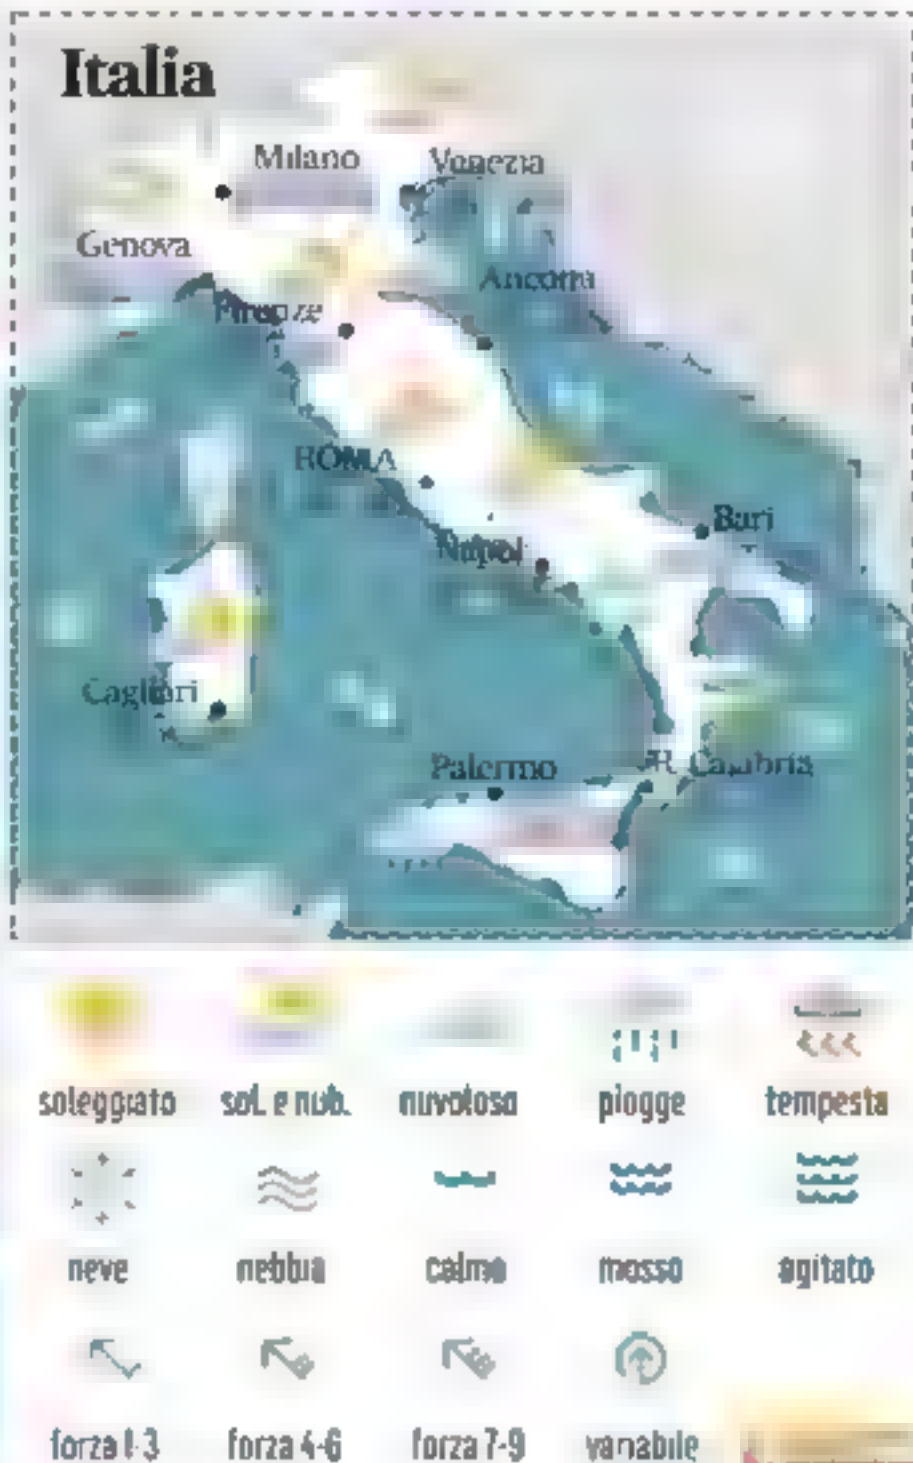 Italia
Milano Venezia
Genova
Ancona
Firenze
ROMA
Bari
Napol
Cagliari
Palermo R. Calabria
soleggiato sol. e nub. nuvoloso piogge tempesta
neve nebbia calmo mosso agitato
forza 1-3 forza 4-6 forza 7-9 variabile